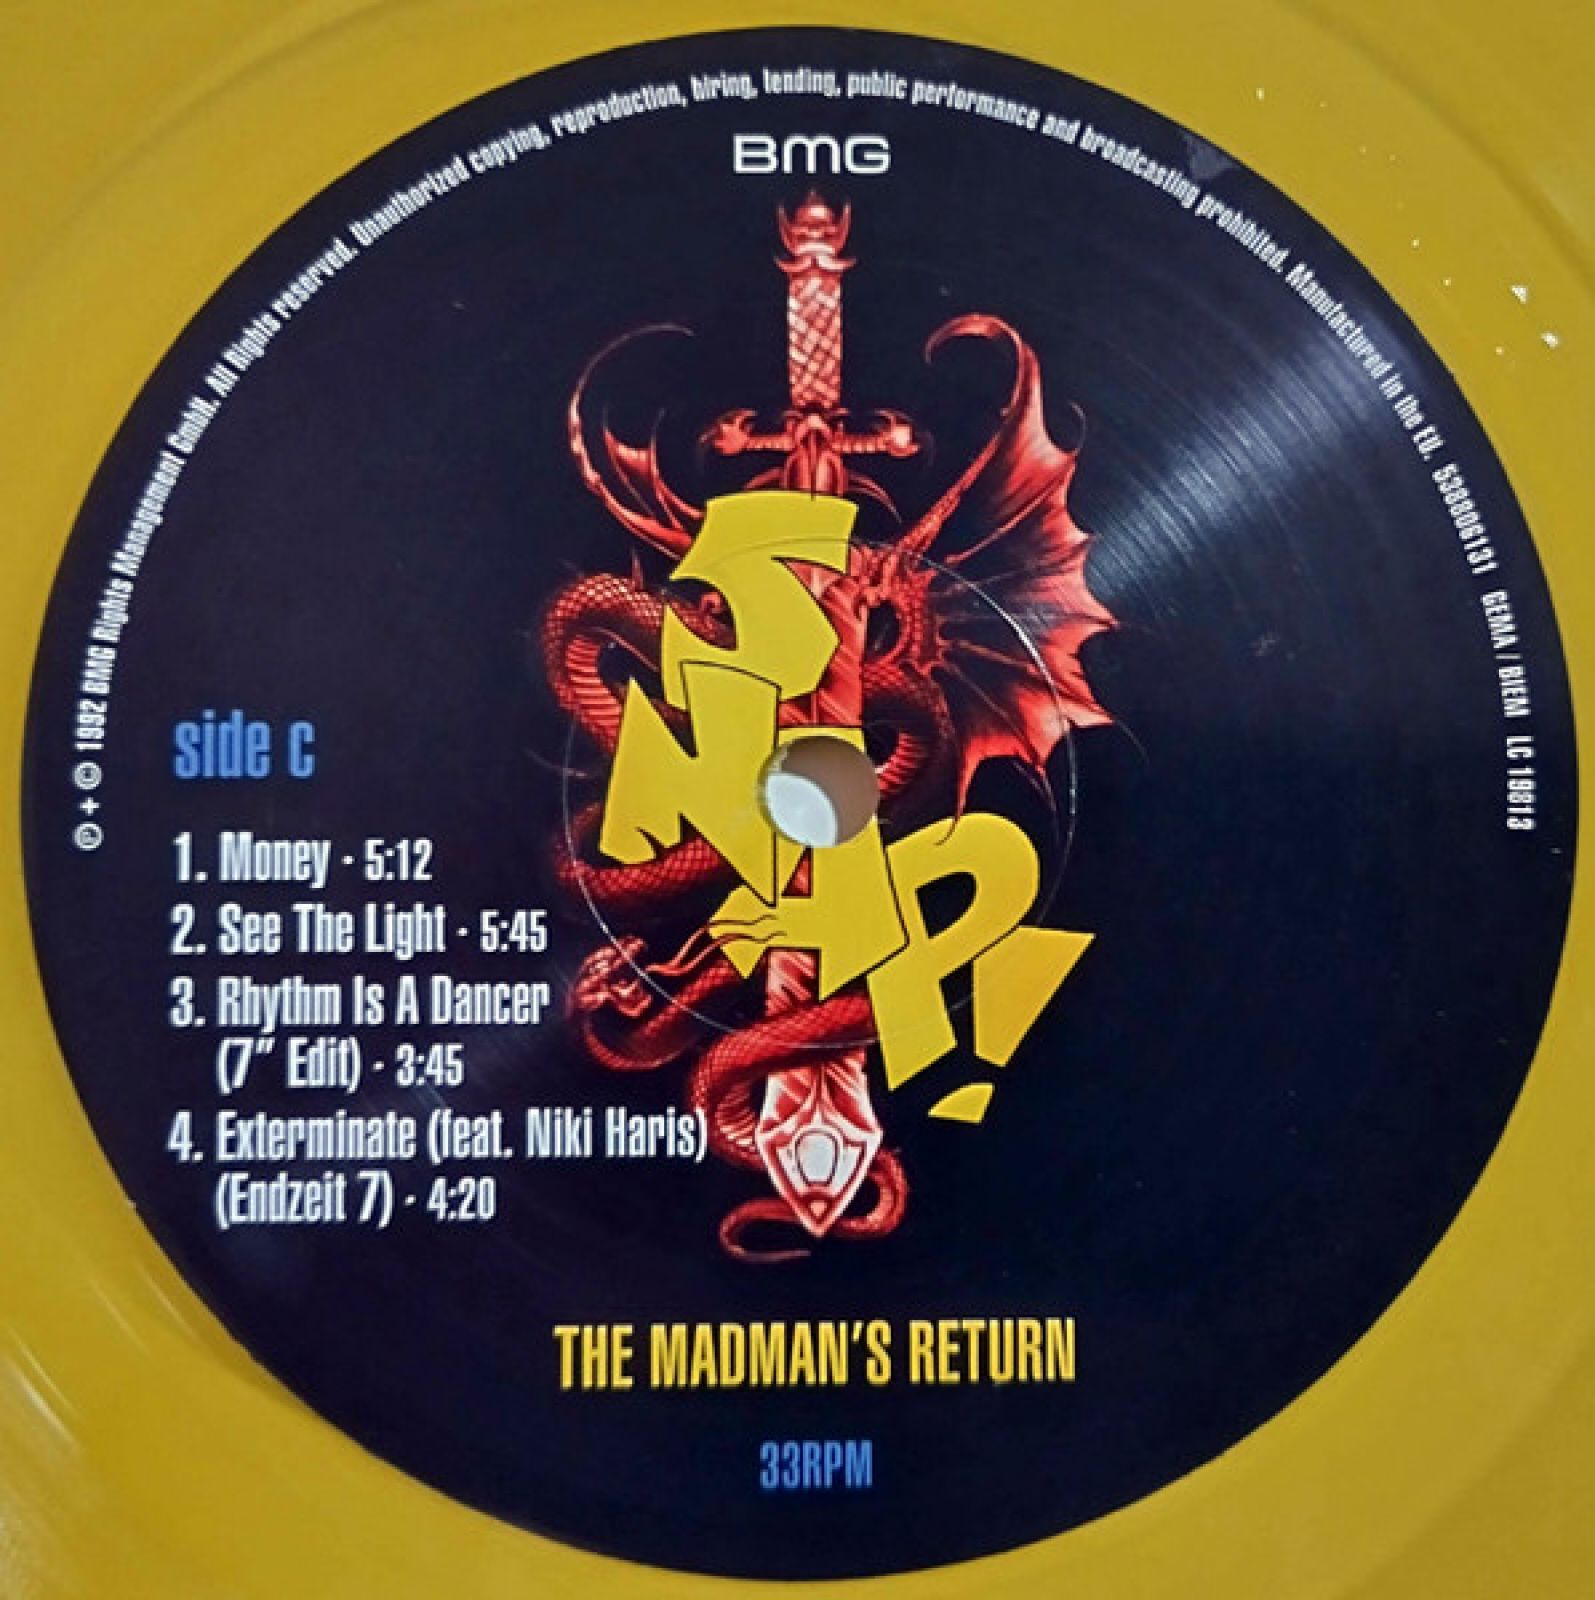 ℗ + © 1992 BMG Rights Management GmbH. All Rights reserved. Unauthorized copying, reproduction, hiring, lending, public performance and broadcasting prohibited. Manufactured in the EU. 538806131 GEMA / BIEM LC 19813
BMG
SNAP!
side c
1. Money - 5:12
2. See The Light - 5:45
3. Rhythm Is A Dancer
(7" Edit) - 3:45
4. Exterminate (feat. Niki Haris)
(Endzeit 7) - 4:20
THE MADMAN'S RETURN
33RPM